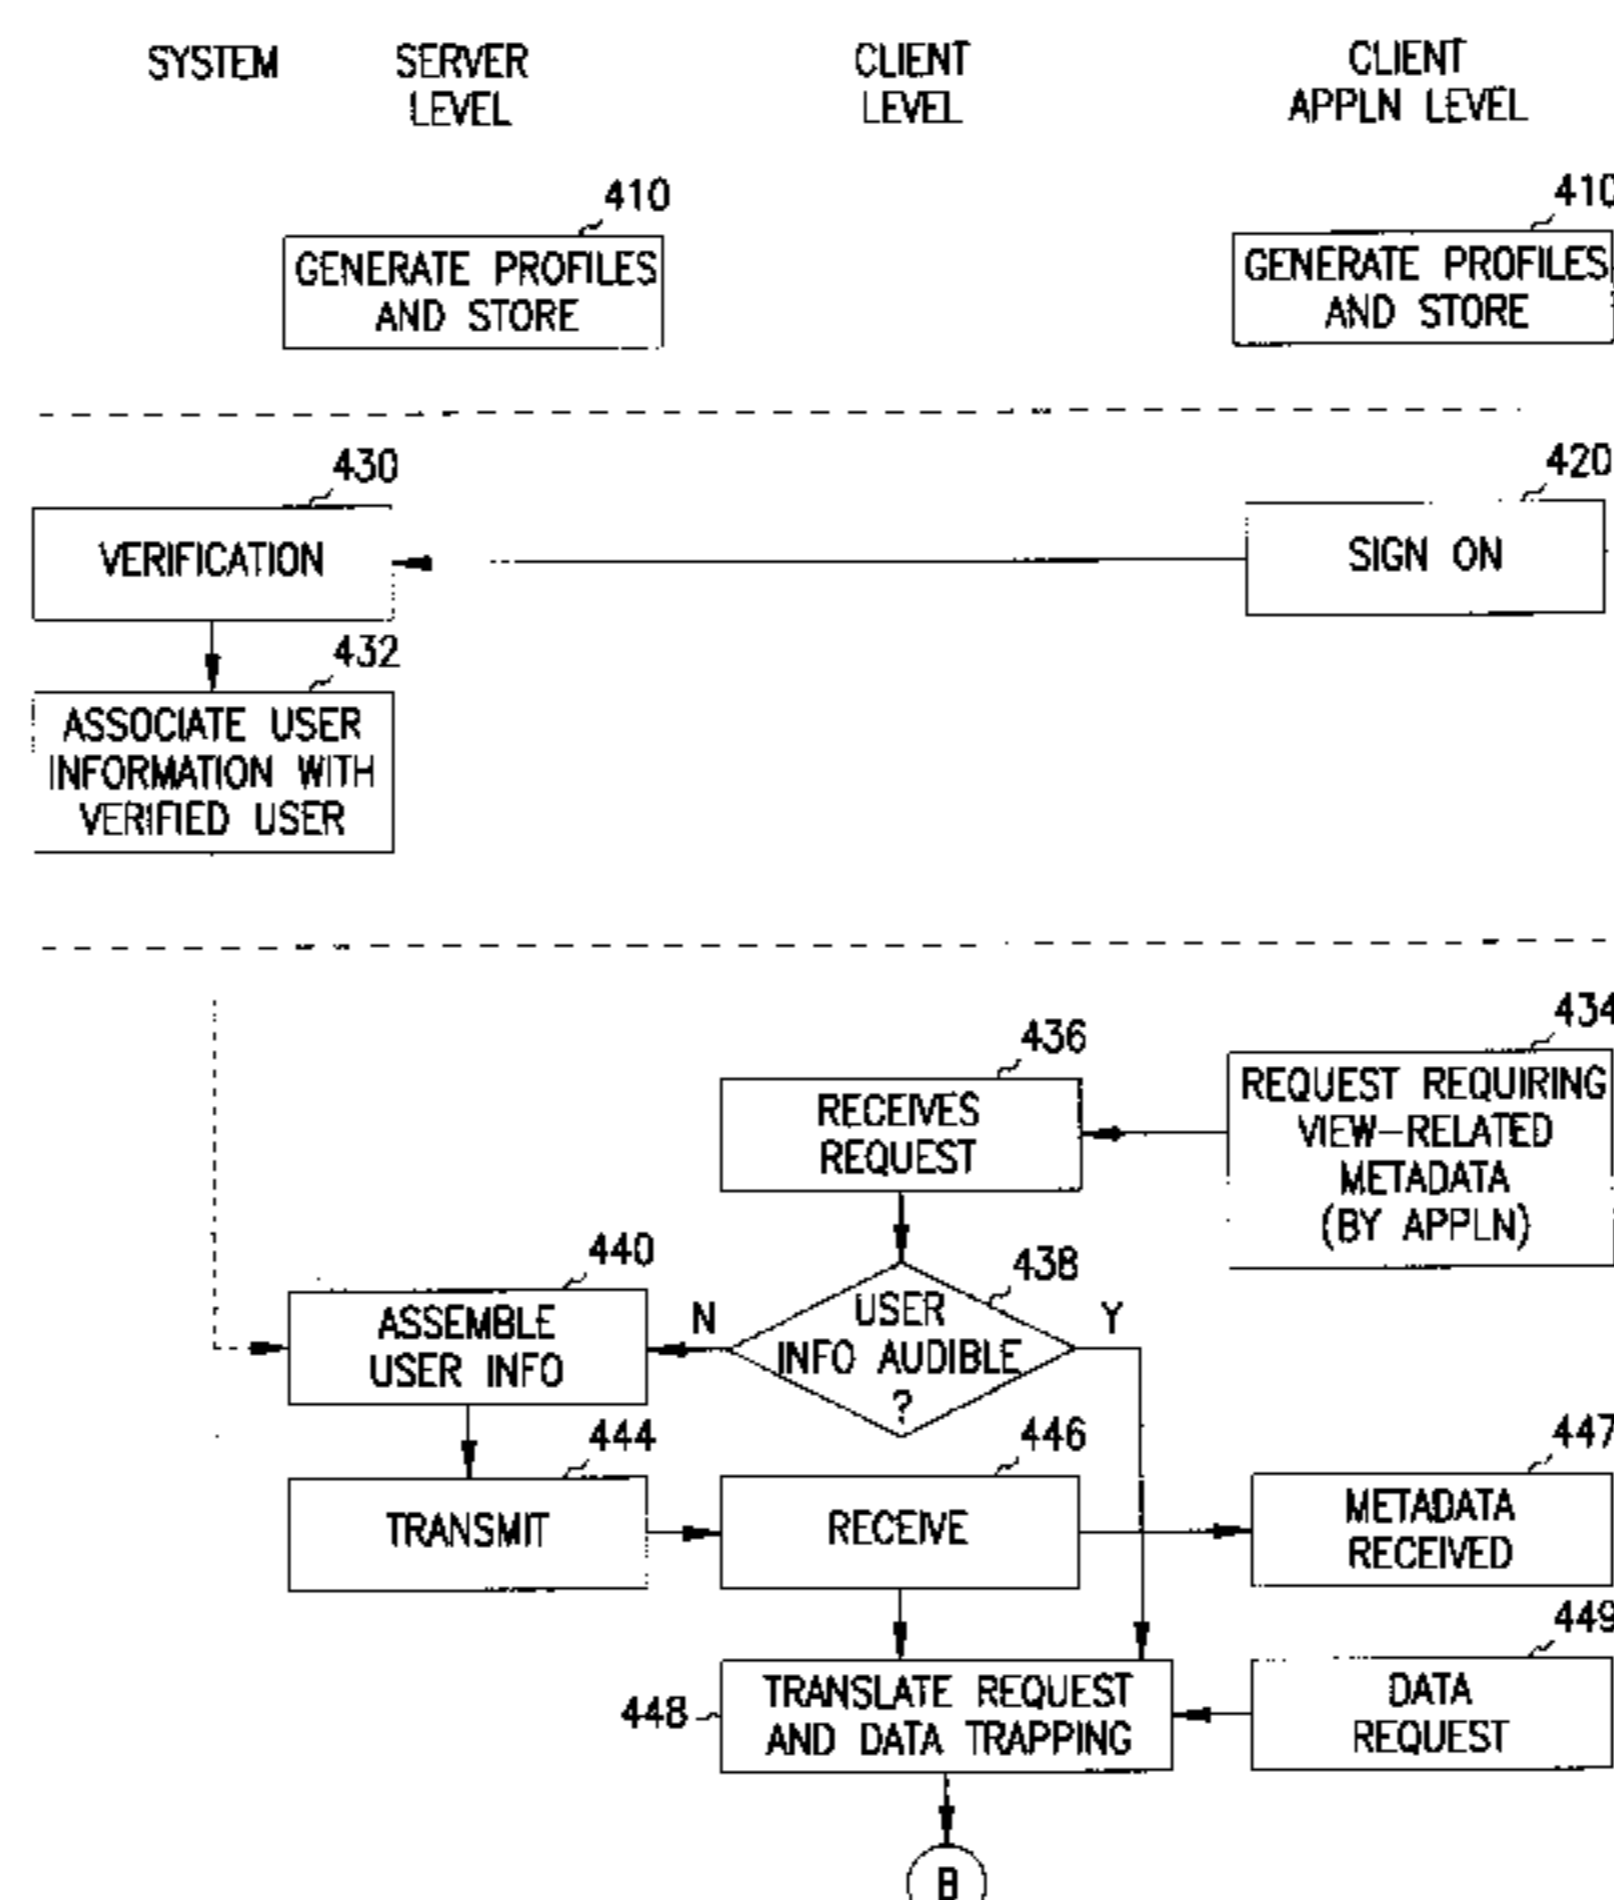 SYSTEM
SERVER
LEVEL
CLIENT
LEVEL
CLIENT
APPLN LEVEL
410
GENERATE PROFILES
AND STORE
410
GENERATE PROFILES
AND STORE
430
VERIFICATION
420
SIGN ON
432
ASSOCIATE USER
INFORMATION WITH
VERIFIED USER
434
REQUEST REQUIRING
VIEW-RELATED
METADATA
(BY APPLN)
436
RECEIVES
REQUEST
438
USER
INFO AUDIBLE
?
N
Y
440
ASSEMBLE
USER INFO
444
TRANSMIT
446
RECEIVE
447
METADATA
RECEIVED
448
TRANSLATE REQUEST
AND DATA TRAPPING
449
DATA
REQUEST
B